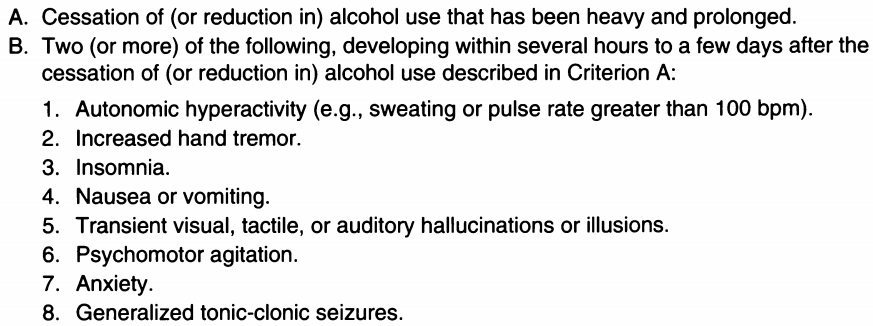 A. Cessation of (or reduction in) alcohol use that has been heavy and prolonged.
B. Two (or more) of the following, developing within several hours to a few days after the
cessation of (or reduction in) alcohol use described in Criterion A:
1. Autonomic hyperactivity (e.g., sweating or pulse rate greater than 100 bpm).
2. Increased hand tremor.
3. Insomnia.
4. Nausea or vomiting.
5. Transient visual, tactile, or auditory hallucinations or illusions.
6. Psychomotor agitation.
7. Anxiety.
8. Generalized tonic-clonic seizures.